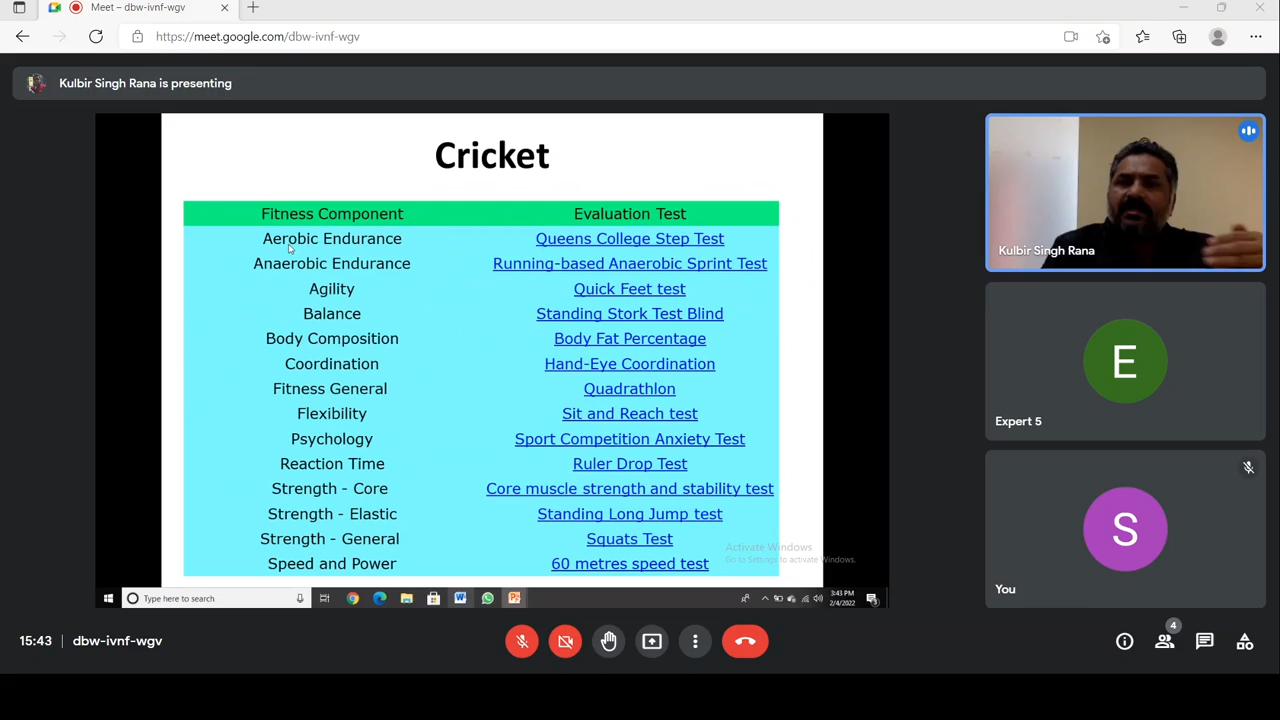 Meet – dbw-ivnf-wgv
https://meet.google.com/dbw-ivnf-wgv
Kulbir Singh Rana is presenting
Cricket
Fitness Component Evaluation Test
Aerobic Endurance Queens College Step Test
Anaerobic Endurance Running-based Anaerobic Sprint Test
Agility Quick Feet test
Balance Standing Stork Test Blind
Body Composition Body Fat Percentage
Coordination Hand-Eye Coordination
Fitness General Quadrathlon
Flexibility Sit and Reach test
Psychology Sport Competition Anxiety Test
Reaction Time Ruler Drop Test
Strength - Core Core muscle strength and stability test
Strength - Elastic Standing Long Jump test
Strength - General Squats Test
Speed and Power 60 metres speed test
Activate Windows
Go to Settings to activate Windows.
Type here to search
3:43 PM
2/4/2022
Kulbir Singh Rana
E
Expert 5
S
You
15:43 | dbw-ivnf-wgv
4